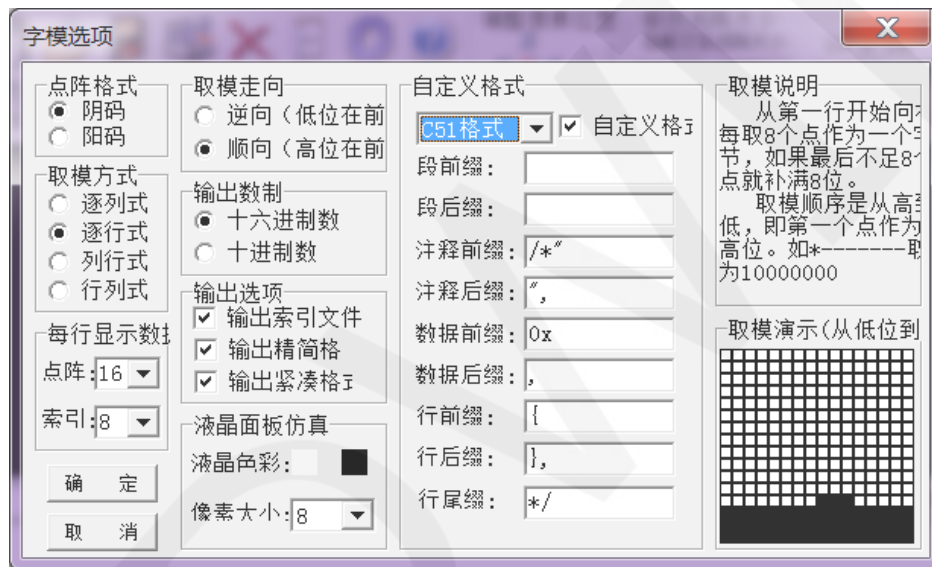 字模选项
点阵格式
阴码
阳码
取模方式
逐列式
逐行式
列行式
行列式
每行显示数
点阵:16
索引:8
确 定
取 消
取模走向
逆向（低位在前
顺向（高位在前
输出数制
十六进制数
十进制数
输出选项
输出索引文件
输出精简格
输出紧凑格
液晶面板仿真
液晶色彩:
像素大小:8
自定义格式
C51格式 自定义格
段前缀:
段后缀:
注释前缀:/*"
注释后缀:",
数据前缀:0x
数据后缀:,
行前缀: {
行后缀: },
行尾缀: */
取模说明
从第一行开始向
每取8个点作为一个
节，如果最后不足8
点就补满8位。
取模顺序是从高
低，即第一个点作为
高位。如*-------
为10000000
取模演示(从低位到